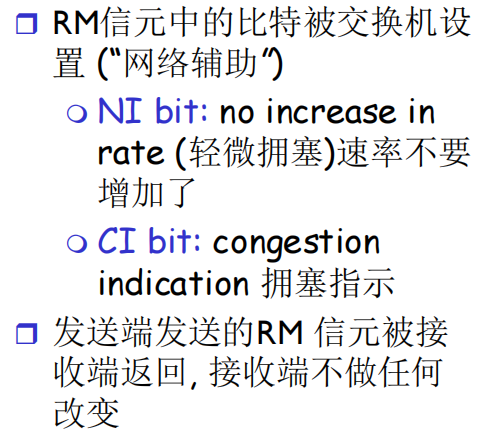 RM信元中的比特被交换机设
置 (“网络辅助”)
NI bit: no increase in
rate (轻微拥塞)速率不要
增加了
CI bit: congestion
indication 拥塞指示
发送端发送的RM 信元被接
收端返回, 接收端不做任何
改变